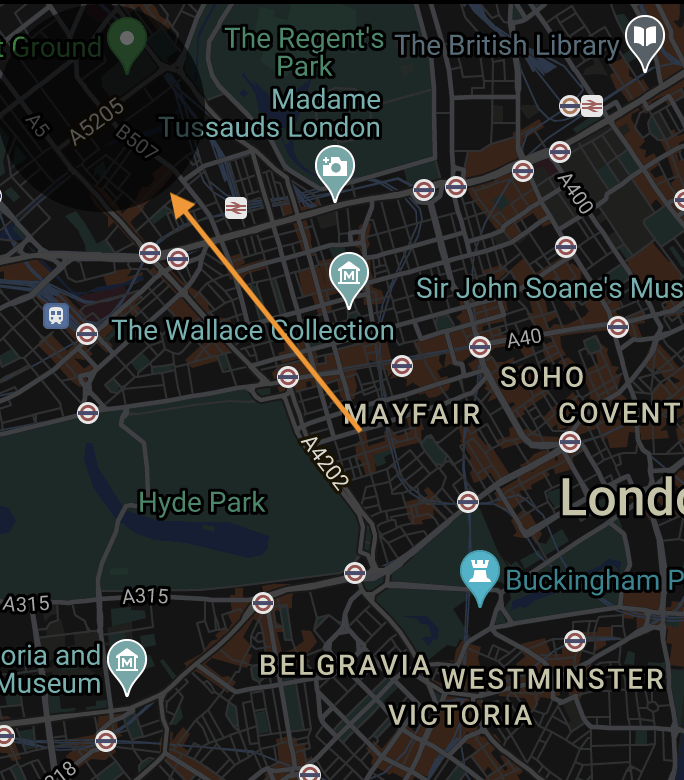 t Ground
The Regent's
Park
The British Library
A5
A5205
B507
Madame
Tussauds London
A400
Sir John Soane's Mus
The Wallace Collection
A40
SOHO
MAYFAIR
COVENT
A4202
Hyde Park
Londo
A315
A315
Buckingham P
oria and
Museum
BELGRAVIA
WESTMINSTER
VICTORIA
318